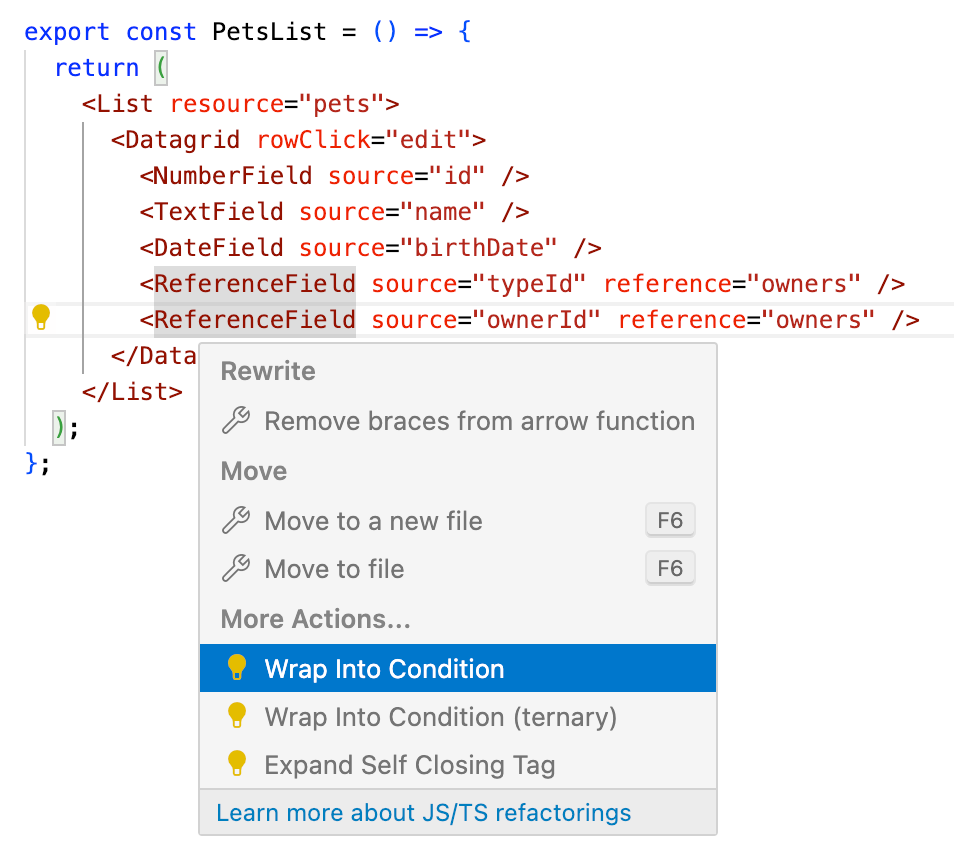 export const PetsList = () => {
  return (
    <List resource="pets">
      <Datagrid rowClick="edit">
        <NumberField source="id" />
        <TextField source="name" />
        <DateField source="birthDate" />
        <ReferenceField source="typeId" reference="owners" />
        <ReferenceField source="ownerId" reference="owners" />
      </Data
    </List>
  );
};
Rewrite
Remove braces from arrow function
Move
Move to a new file F6
Move to file F6
More Actions...
Wrap Into Condition
Wrap Into Condition (ternary)
Expand Self Closing Tag
Learn more about JS/TS refactorings